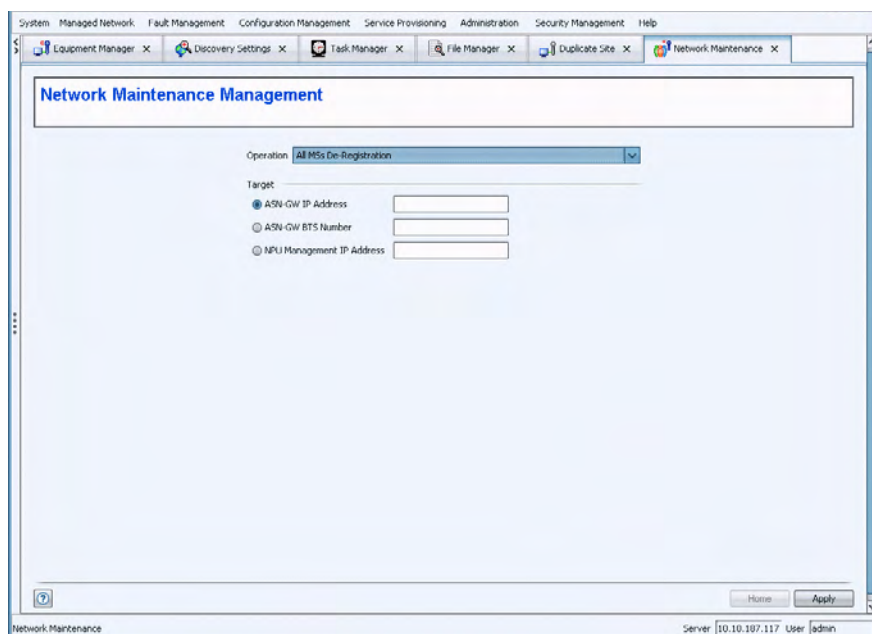 System Managed Network Fault Management Configuration Management Service Provisioning Administration Security Management Help
Equipment Manager Discovery Settings Task Manager File Manager Duplicate Site Network Maintenance
Network Maintenance Management
Operation All MSs De-Registration
Target
ASN-GW IP Address
ASN-GW BTS Number
NPU Management IP Address
Home Apply
Network Maintenance Server 10.10.107.117 User admin